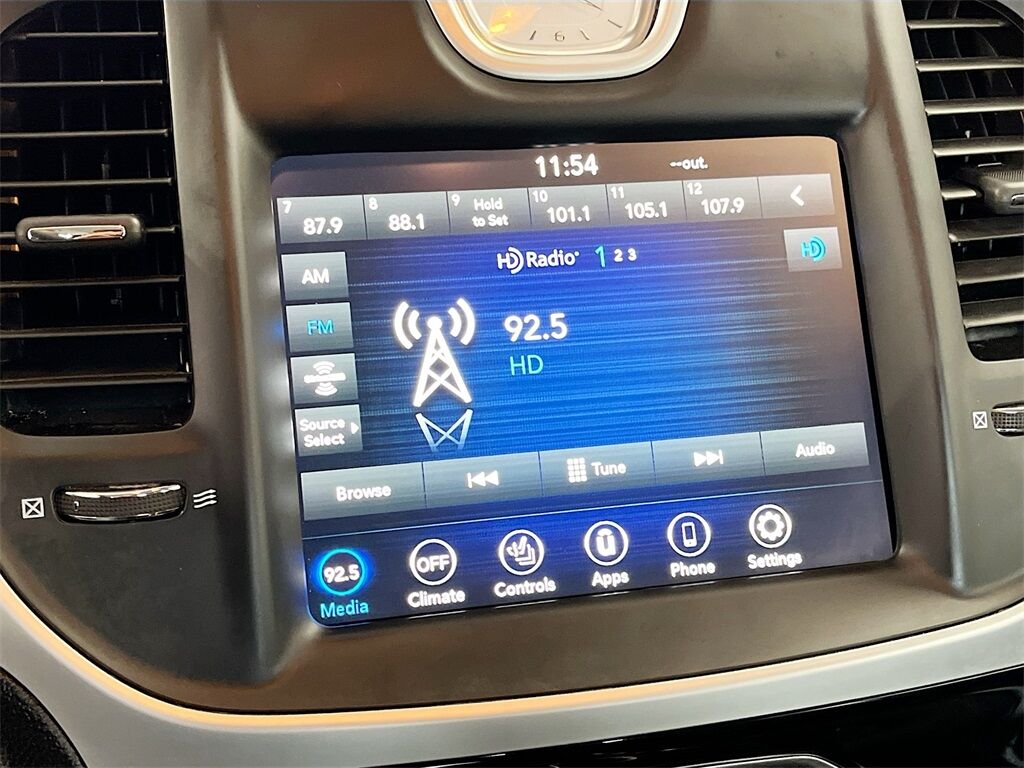 6
11:54
--out.
7 87.9
8 88.1
9 Hold
to Set
10 101.1
11 105.1
12 107.9
HD Radio 1 2 3
HD
AM
FM
92.5
HD
Source
Select
Browse
Tune
Audio
92.5
OFF
Media
Climate
Controls
Apps
Phone
Settings